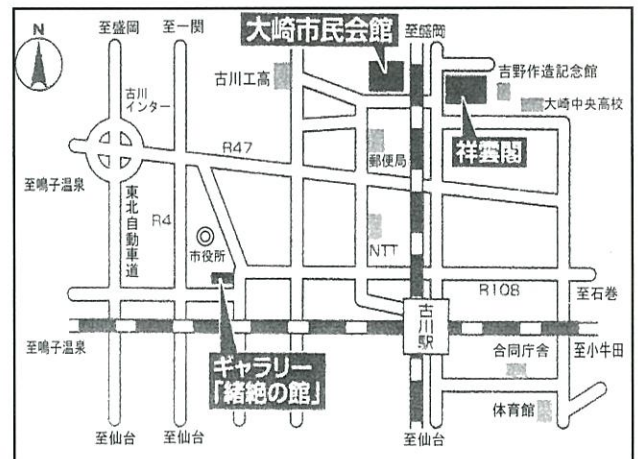 N
至盛岡
至一関
大崎市民会館
至盛岡
古川工高
吉野作造記念館
古川
インター
大崎中央高校
祥雲閣
R47
郵便局
至鳴子温泉
東北自動車道
R4
市役所
NTT
R108
至石巻
古川駅
至鳴子温泉
合同庁舎
至小牛田
ギャラリー
「緒絶の館」
体育館
至仙台
至仙台
至仙台